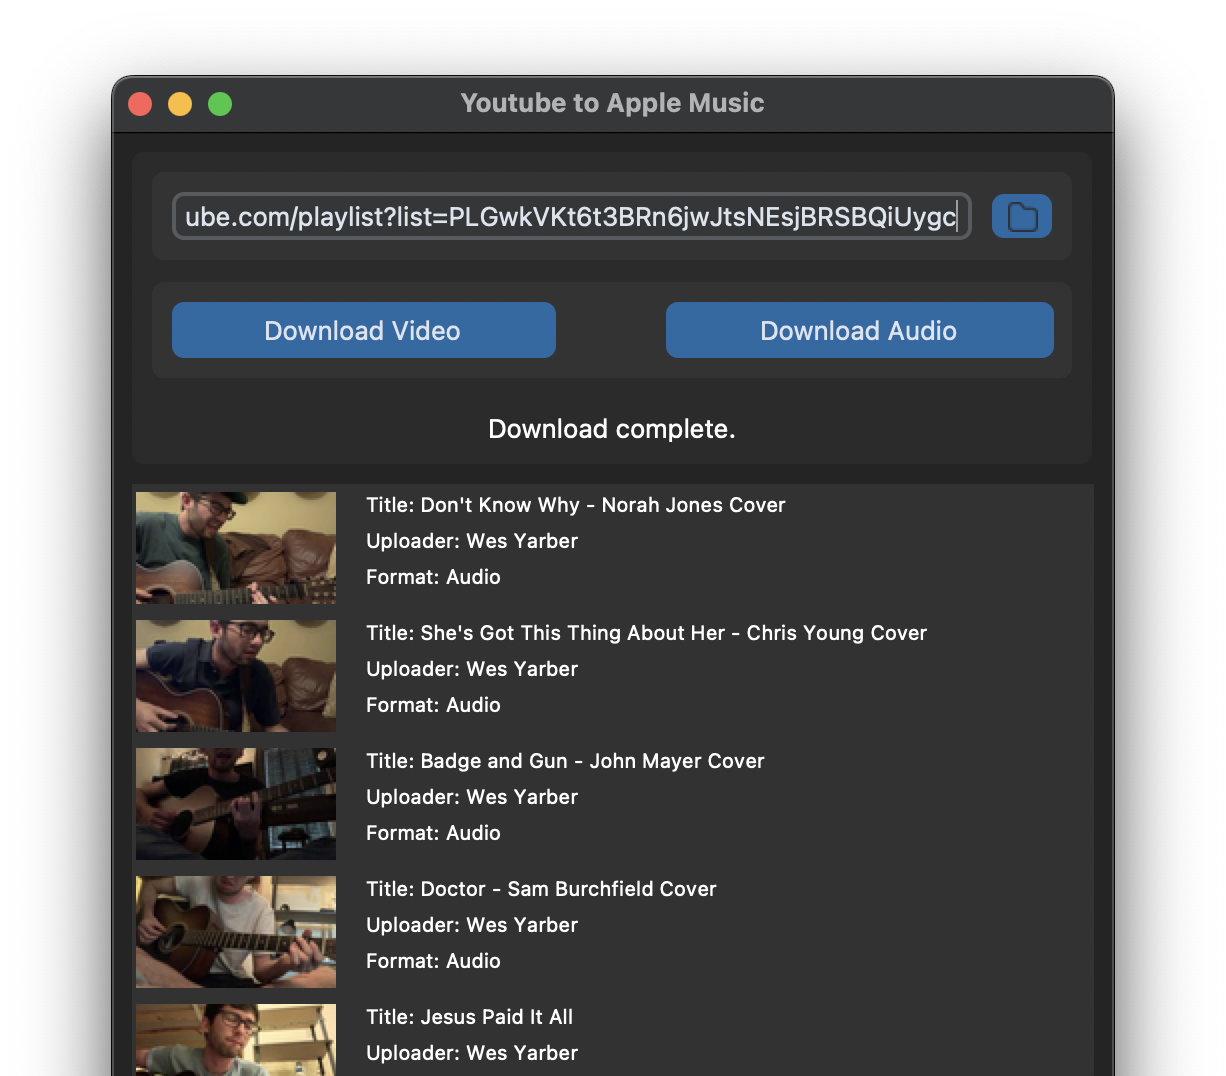 Youtube to Apple Music
ube.com/playlist?list=PLGwkVKt6t3BRn6jwJtsNEsjBRSBQiUygc
Download Video
Download Audio
Download complete.
Title: Don't Know Why - Norah Jones Cover
Uploader: Wes Yarber
Format: Audio
Title: She's Got This Thing About Her - Chris Young Cover
Uploader: Wes Yarber
Format: Audio
Title: Badge and Gun - John Mayer Cover
Uploader: Wes Yarber
Format: Audio
Title: Doctor - Sam Burchfield Cover
Uploader: Wes Yarber
Format: Audio
Title: Jesus Paid It All
Uploader: Wes Yarber